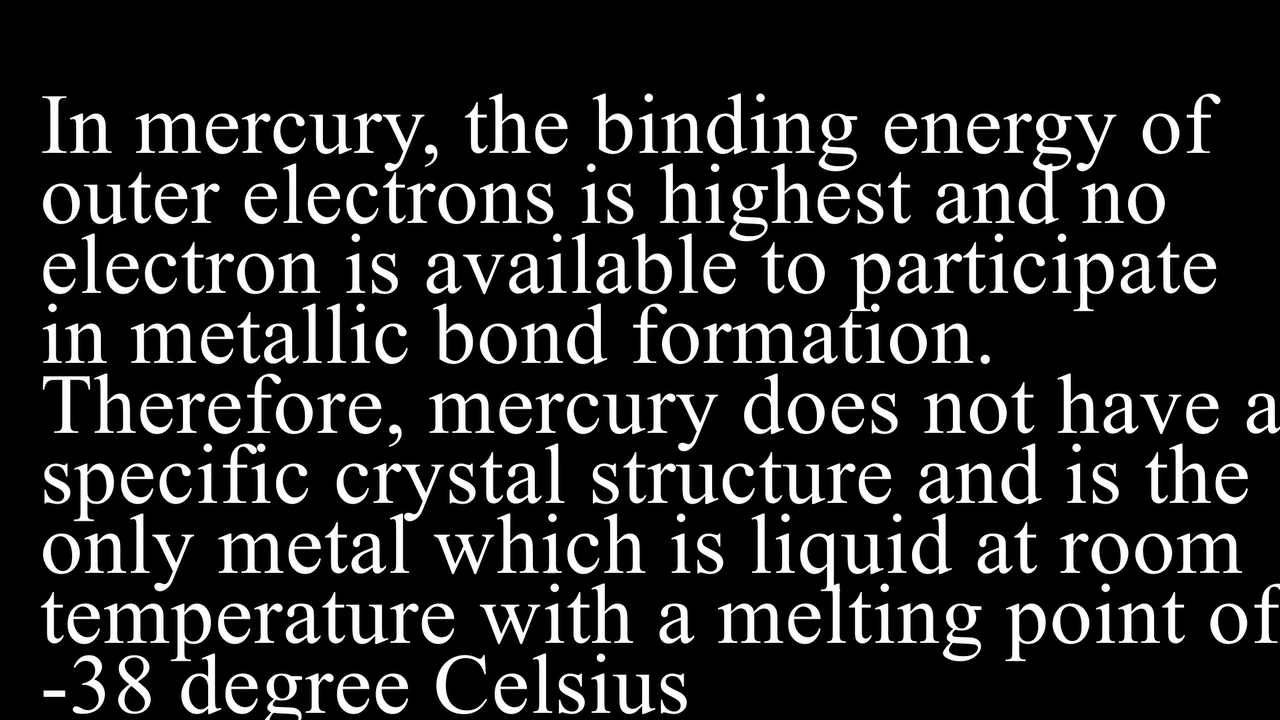 In mercury, the binding energy of
outer electrons is highest and no
electron is available to participate
in metallic bond formation.
Therefore, mercury does not have a
specific crystal structure and is the
only metal which is liquid at room
temperature with a melting point of
-38 degree Celsius